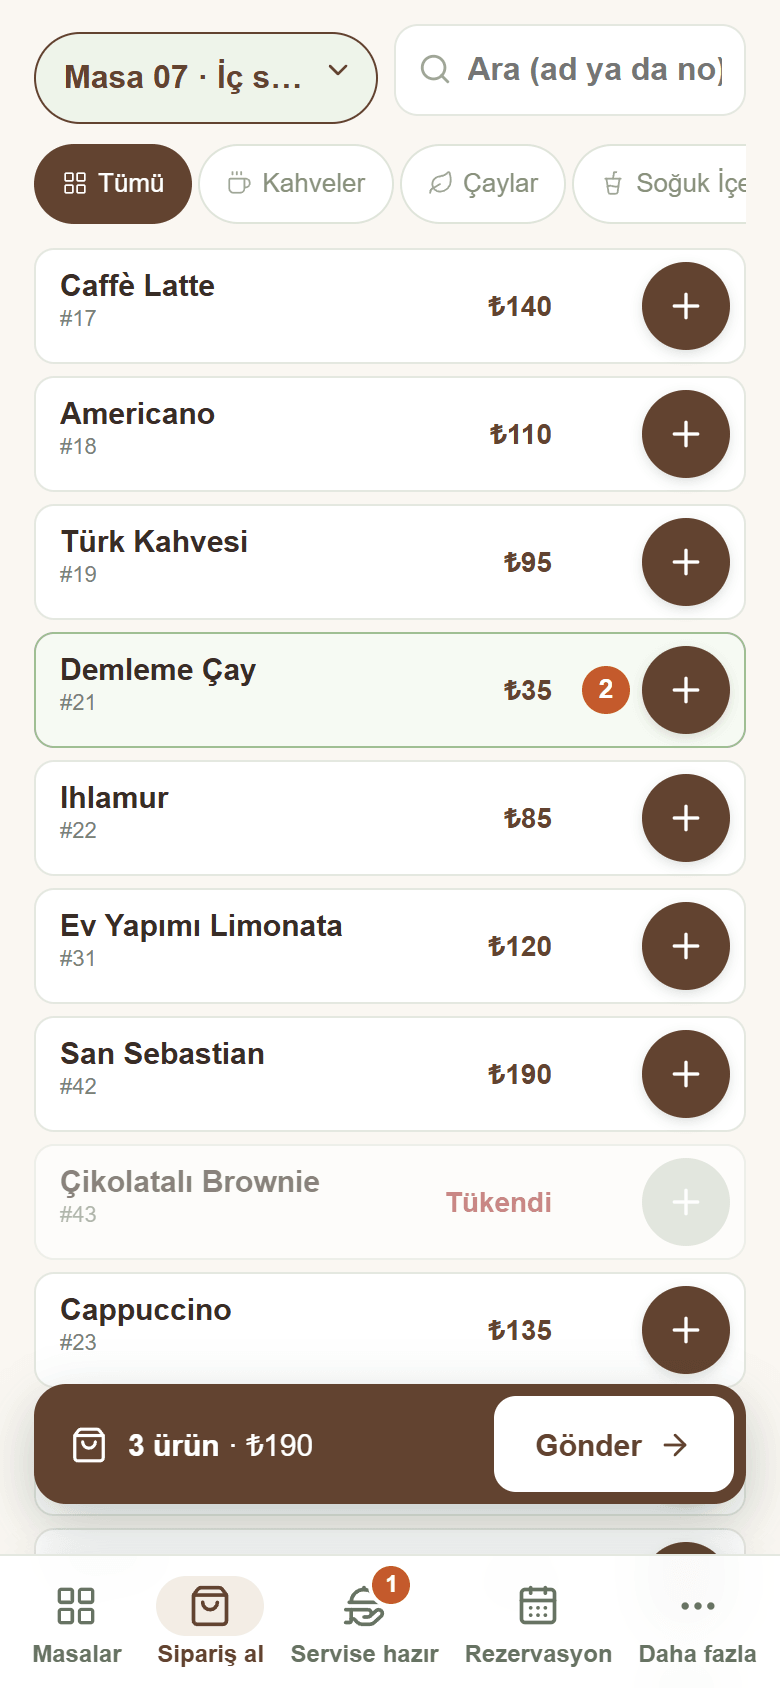 Masa 07 · İç s...
Ara (ad ya da no)
Tümü
Kahveler
Çaylar
Soğuk İçe
Caffè Latte
#17
₺140
Americano
#18
₺110
Türk Kahvesi
#19
₺95
Demleme Çay
#21
₺35
2
Ihlamur
#22
₺85
Ev Yapımı Limonata
#31
₺120
San Sebastian
#42
₺190
Çikolatalı Brownie
#43
Tükendi
Cappuccino
#23
₺135
3 ürün · ₺190
Gönder
1
Masalar
Sipariş al
Servise hazır
Rezervasyon
Daha fazla